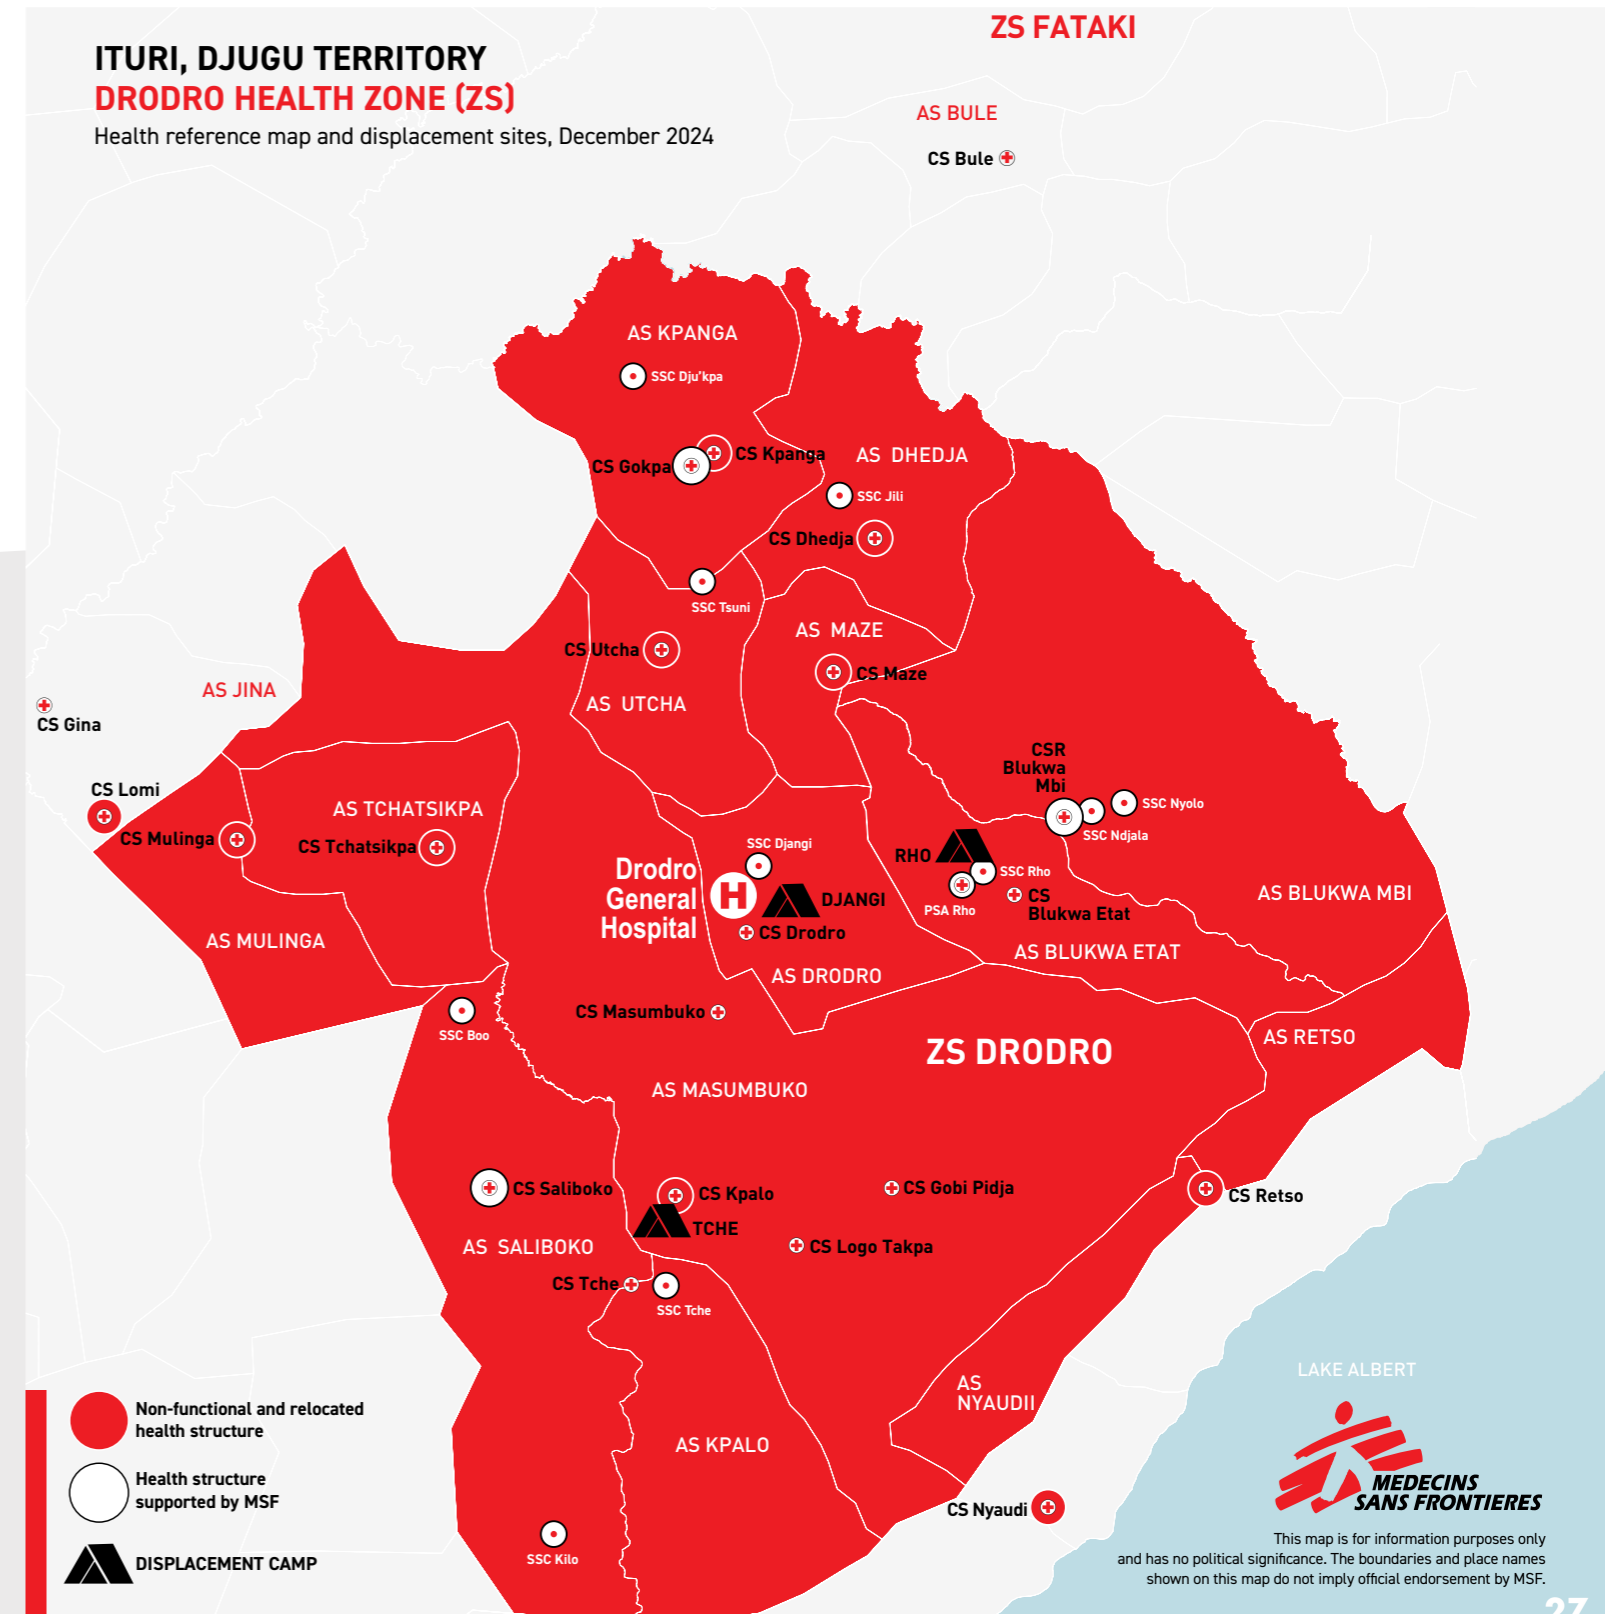 ZS FATAKI
ITURI, DJUGU TERRITORY
DRODRO HEALTH ZONE (ZS)
Health reference map and displacement sites, December 2024
AS BULE
CS Bule
AS KPANGA
SSC Dju'kpa
CS Gokpa
CS Kpanga
AS DHEDJA
SSC Jili
CS Dhedja
SSC Tsuni
CS Utcha
AS MAZE
CS Maze
AS JINA
AS UTCHA
CS Gina
CSR
Blukwa
Mbi
CS Lomi
AS TCHATSIKPA
SSC Nyolo
SSC Ndjala
CS Mulinga
CS Tchatsikpa
SSC Djangi
RHO
SSC Rho
Drodro
General
Hospital
H
DJANGI
PSA Rho
CS
Blukwa Etat
AS BLUKWA MBI
CS Drodro
AS MULINGA
AS BLUKWA ETAT
AS DRODRO
CS Masumbuko
SSC Boo
ZS DRODRO
AS RETSO
AS MASUMBUKO
CS Saliboko
CS Kpalo
CS Gobi Pidja
CS Retso
TCHE
AS SALIBOKO
CS Logo Takpa
CS Tche
SSC Tche
LAKE ALBERT
AS
NYAUDII
AS KPALO
CS Nyaudi
SSC Kilo
Non-functional and relocated
health structure
Health structure
supported by MSF
DISPLACEMENT CAMP
MEDECINS
SANS FRONTIERES
This map is for information purposes only
and has no political significance. The boundaries and place names
shown on this map do not imply official endorsement by MSF.
27